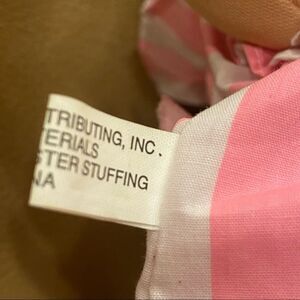 TRIBUTING, INC.
TERIALS
STER STUFFING
NA